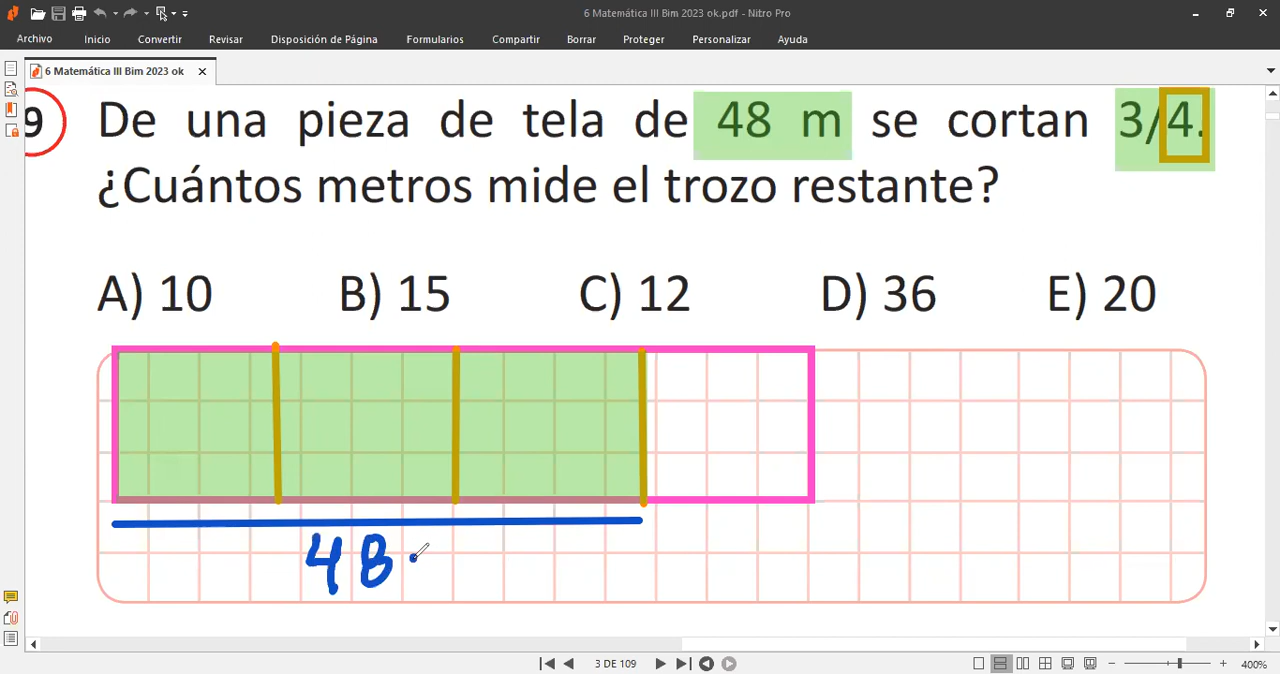 6 Matemática III Bim 2023 ok.pdf - Nitro Pro
Archivo Inicio Convertir Revisar Disposición de Página Formularios Compartir Borrar Proteger Personalizar Ayuda
6 Matemática III Bim 2023 ok
9 De una pieza de tela de 48 m se cortan 3/4.
¿Cuántos metros mide el trozo restante?
A) 10 B) 15 C) 12 D) 36 E) 20
48 .
3 DE 109 400%